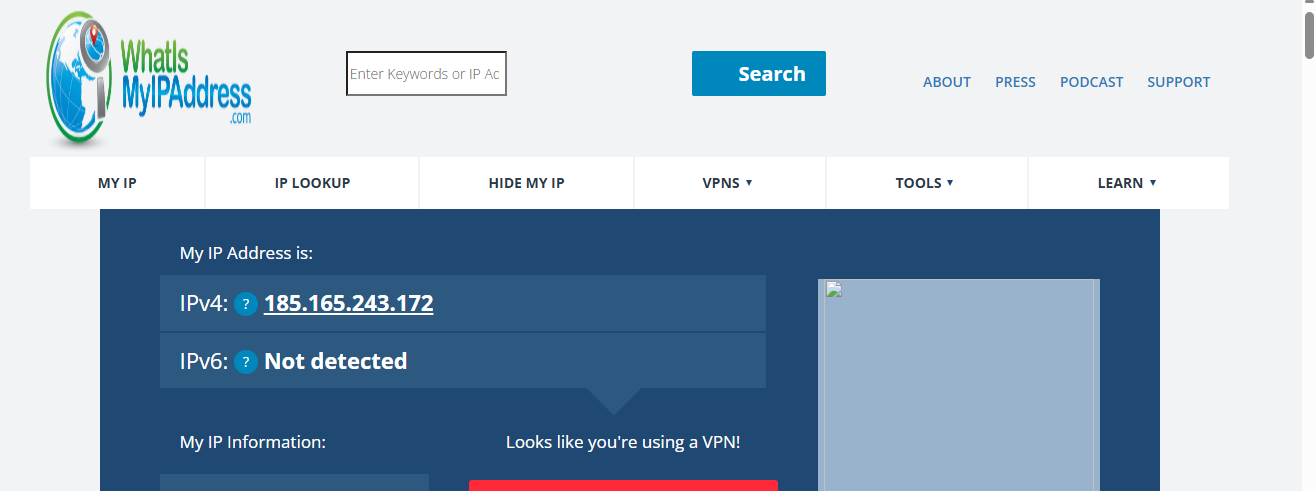 WhatIs
MyIPAddress
.com
Enter Keywords or IP Ac
Search
ABOUT PRESS PODCAST SUPPORT
MY IP IP LOOKUP HIDE MY IP VPNS ▼ TOOLS ▼ LEARN ▼
My IP Address is:
IPv4: ? 185.165.243.172
IPv6: ? Not detected
My IP Information:
Looks like you're using a VPN!